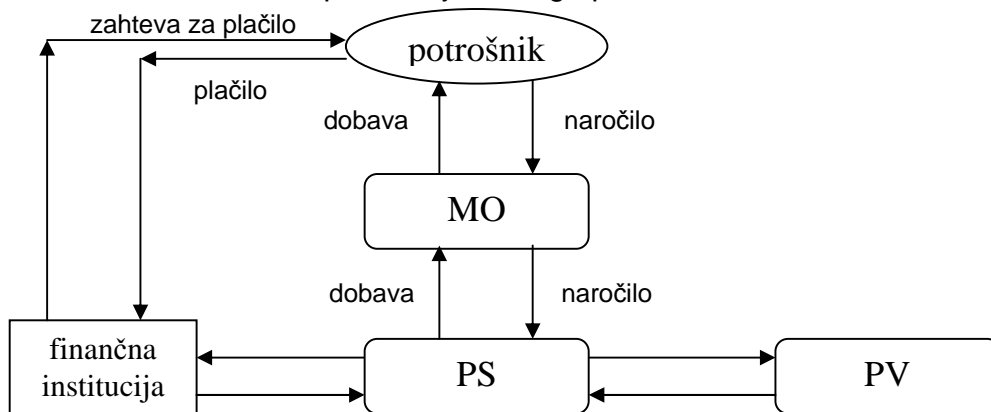 zahteva za plačilo
potrošnik
plačilo
dobava
naročilo
MO
dobava
naročilo
finančna
institucija
PS
PV